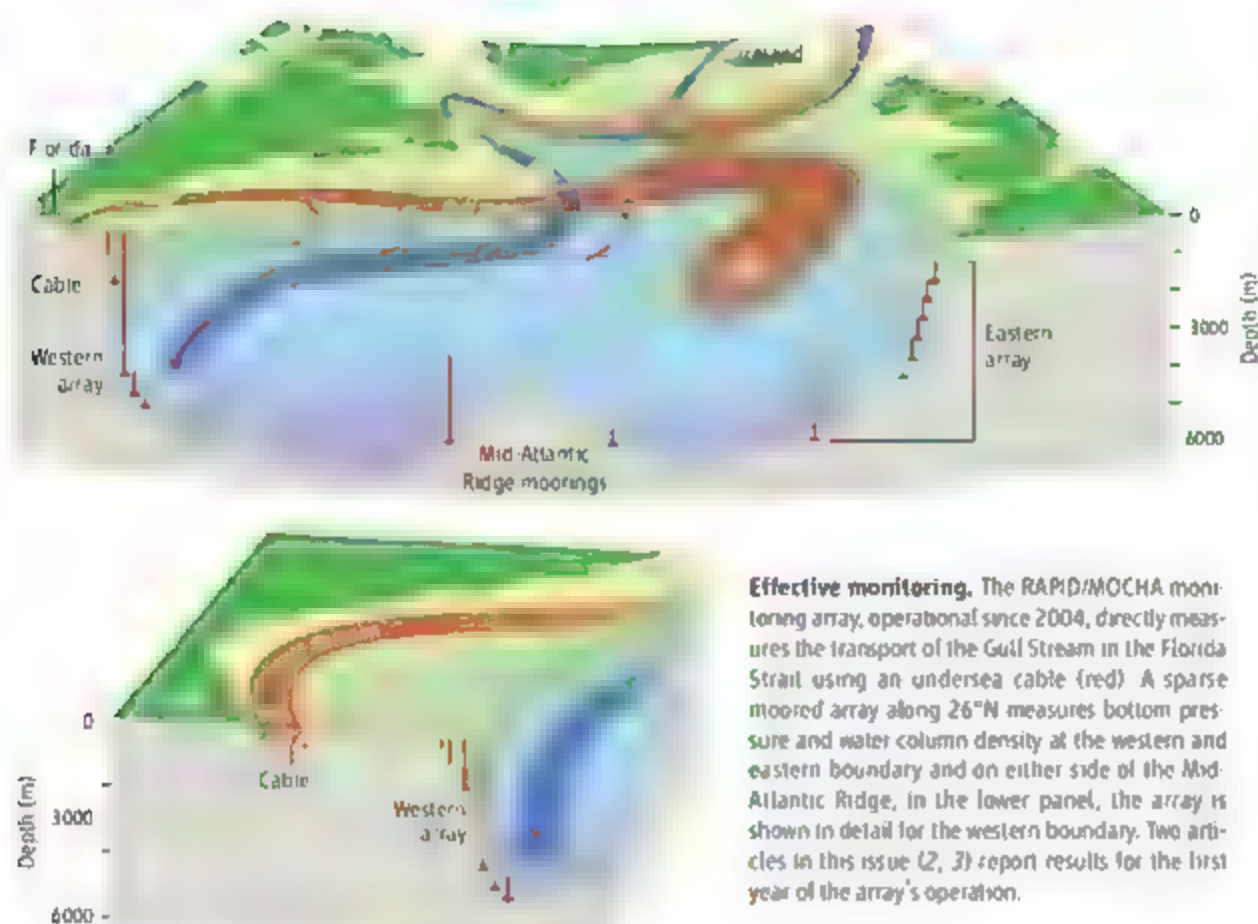 Florida
0
Cable
3000
Depth (m)
Western
array
Eastern
array
6000
Mid-Atlantic
Ridge moorings
0
Cable
Depth (m)
3000
Western
array
6000
Effective monitoring. The RAPID/MOCHA moni-
toring array, operational since 2004, directly meas-
ures the transport of the Gulf Stream in the Florida
Strait using an undersea cable (red) A sparse
moored array along 26°N measures bottom pres-
sure and water column density at the western and
eastern boundary and on either side of the Mid-
Atlantic Ridge, in the lower panel, the array is
shown in detail for the western boundary. Two arti-
cles in this issue (2, 3) report results for the first
year of the array's operation.